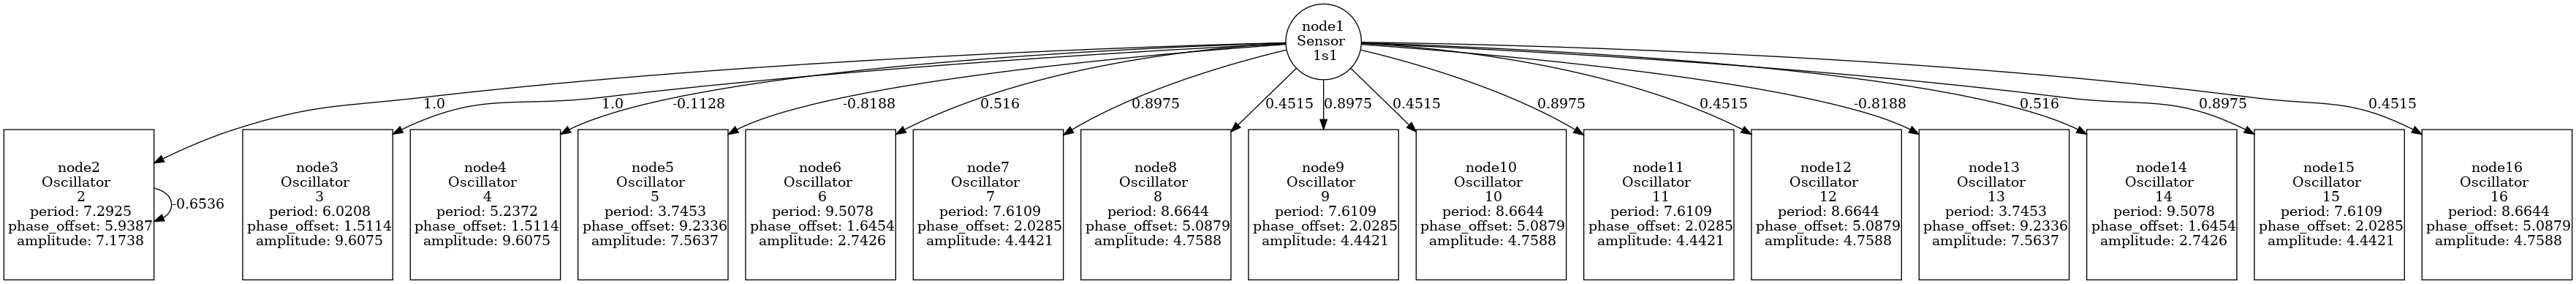 node1
Sensor
1s1
1.0
1.0
-0.1128
-0.8188
0.516
0.8975
0.4515
0.8975
0.4515
0.8975
0.4515
-0.8188
0.516
0.8975
0.4515
node2
Oscillator
2
period: 7.2925
phase_offset: 5.9387
amplitude: 7.1738
-0.6536
node3
Oscillator
3
period: 6.0208
phase_offset: 1.5114
amplitude: 9.6075
node4
Oscillator
4
period: 5.2372
phase_offset: 1.5114
amplitude: 9.6075
node5
Oscillator
5
period: 3.7453
phase_offset: 9.2336
amplitude: 7.5637
node6
Oscillator
6
period: 9.5078
phase_offset: 1.6454
amplitude: 2.7426
node7
Oscillator
7
period: 7.6109
phase_offset: 2.0285
amplitude: 4.4421
node8
Oscillator
8
period: 8.6644
phase_offset: 5.0879
amplitude: 4.7588
node9
Oscillator
9
period: 7.6109
phase_offset: 2.0285
amplitude: 4.4421
node10
Oscillator
10
period: 8.6644
phase_offset: 5.0879
amplitude: 4.7588
node11
Oscillator
11
period: 7.6109
phase_offset: 2.0285
amplitude: 4.4421
node12
Oscillator
12
period: 8.6644
phase_offset: 5.0879
amplitude: 4.7588
node13
Oscillator
13
period: 3.7453
phase_offset: 9.2336
amplitude: 7.5637
node14
Oscillator
14
period: 9.5078
phase_offset: 1.6454
amplitude: 2.7426
node15
Oscillator
15
period: 7.6109
phase_offset: 2.0285
amplitude: 4.4421
node16
Oscillator
16
period: 8.6644
phase_offset: 5.0879
amplitude: 4.7588